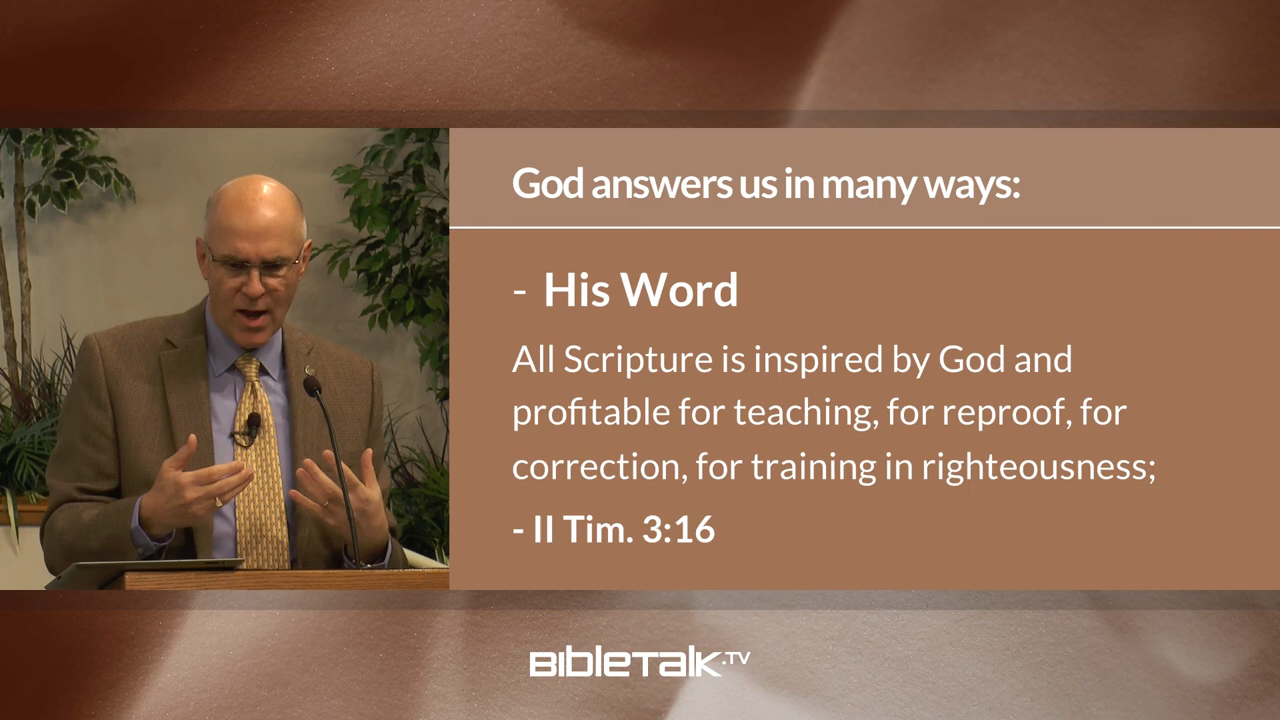 God answers us in many ways:
- His Word
All Scripture is inspired by God and
profitable for teaching, for reproof, for
correction, for training in righteousness;
- II Tim. 3:16
BibleTalk.TV